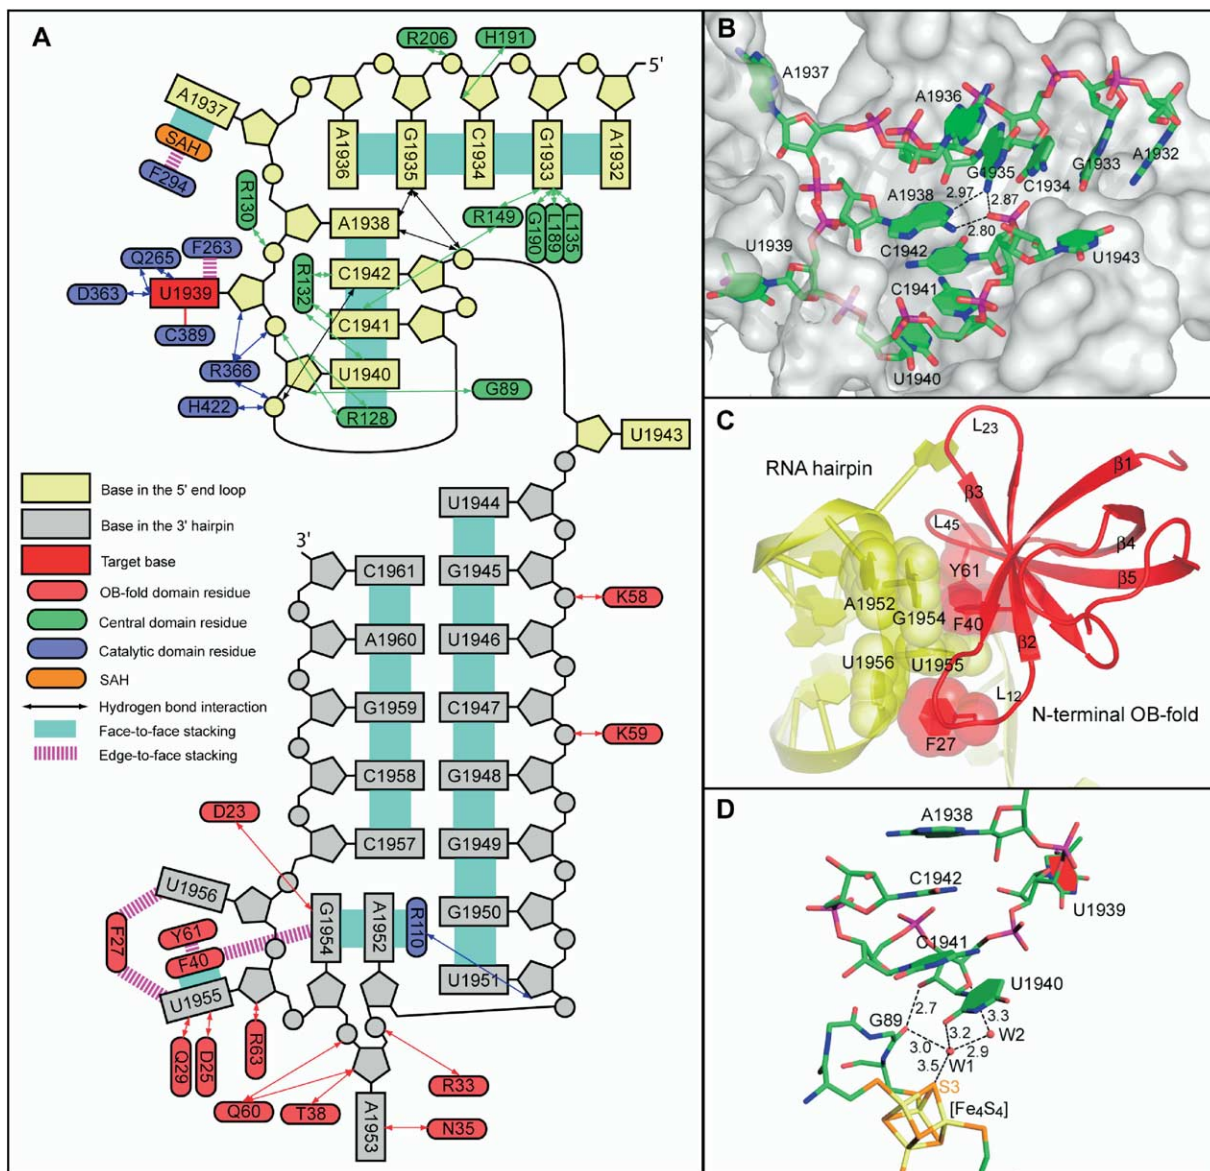 A
R206
H191
5'
A1937
SAH
F294
A1936
G1935
C1934
G1933
A1932
R130
A1938
R149
G190
L189
L135
Q265
F263
R132
C1942
D363
U1939
C1941
C389
R366
U1940
G89
H422
R128
U1943
Base in the 5' end loop
Base in the 3' hairpin
Target base
OB-fold domain residue
Central domain residue
Catalytic domain residue
SAH
Hydrogen bond interaction
Face-to-face stacking
Edge-to-face stacking
3'
U1944
C1961
G1945
K58
A1960
U1946
G1959
C1947
K59
C1958
G1948
D23
C1957
G1949
U1956
G1954
A1952
R110
G1950
F27
Y61
F40
U1955
U1951
Q29
D25
R63
R33
Q60
T38
A1953
N35
B
A1937
A1936
G1935
C1934
G1933
A1932
A1938
2.97
2.87
2.80
U1939
C1942
U1943
C1941
U1940
C
L23
RNA hairpin
β1
β3
L45
β4
Y61
β5
A1952
G1954
F40
β2
U1956
U1955
L12
N-terminal OB-fold
F27
D
A1938
C1942
U1939
C1941
U1940
2.7
3.3
G89
3.2
W2
3.0
2.9
3.5
W1
S3
[Fe4S4]